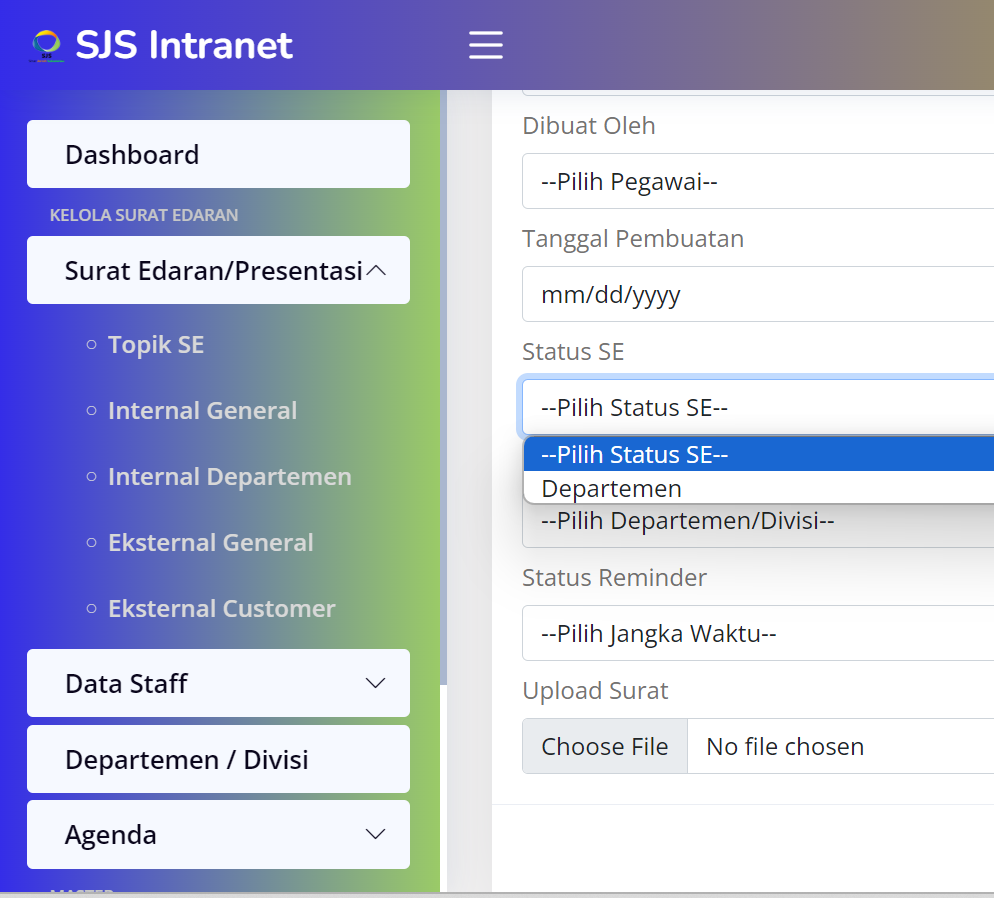 SJS Intranet
Dashboard
KELOLA SURAT EDARAN
Surat Edaran/Presentasi
Topik SE
Internal General
Internal Departemen
Eksternal General
Eksternal Customer
Data Staff
Departemen / Divisi
Agenda
Dibuat Oleh
--Pilih Pegawai--
Tanggal Pembuatan
mm/dd/yyyy
Status SE
--Pilih Status SE--
--Pilih Status SE--
Departemen
--Pilih Departemen/Divisi--
Status Reminder
--Pilih Jangka Waktu--
Upload Surat
Choose File No file chosen